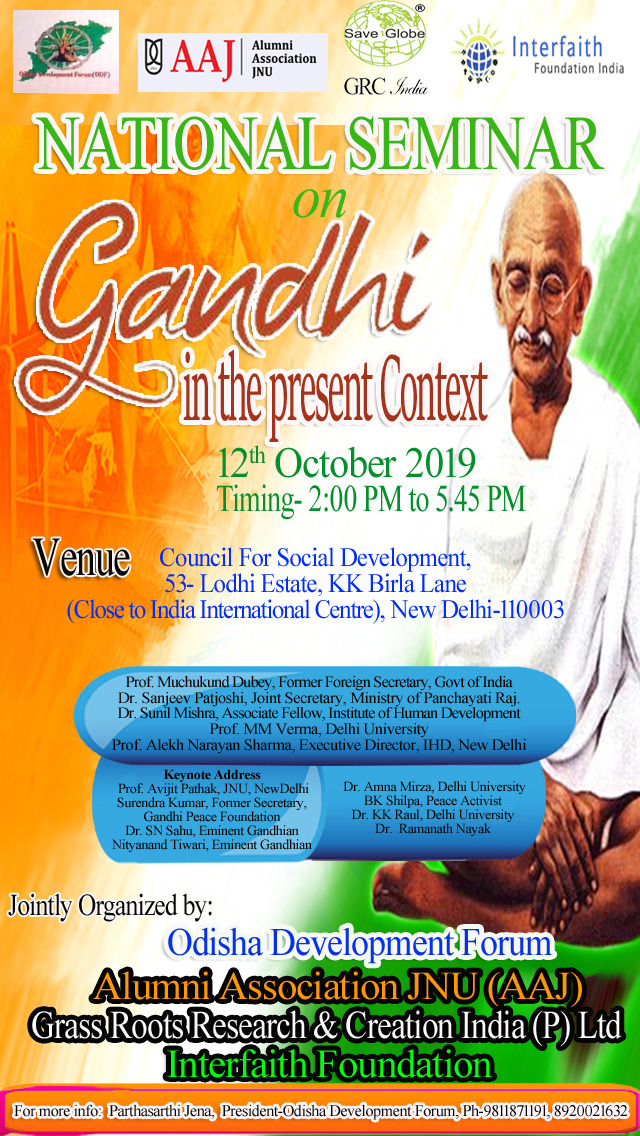 Odisha Development Forum(ODF)
AAJ
Alumni
Association
JNU
Save Globe
®
GRC India
Interfaith
Foundation India
NATIONAL SEMINAR
on
Gandhi
in the present Context
12th October 2019
Timing- 2:00 PM to 5.45 PM
Venue
Council For Social Development,
53- Lodhi Estate, KK Birla Lane
(Close to India International Centre), New Delhi-110003
Prof. Muchukund Dubey, Former Foreign Secretary, Govt of India
Dr. Sanjeev Patjoshi, Joint Secretary, Ministry of Panchayati Raj.
Dr. Sunil Mishra, Associate Fellow, Institute of Human Development
Prof. MM Verma, Delhi University
Prof. Alekh Narayan Sharma, Executive Director, IHD, New Delhi
Keynote Address
Prof. Avijit Pathak, JNU, NewDelhi
Surendra Kumar, Former Secretary,
Gandhi Peace Foundation
Dr. SN Sahu, Eminent Gandhian
Nityanand Tiwari, Eminent Gandhian
Dr. Amna Mirza, Delhi University
BK Shilpa, Peace Activist
Dr. KK Raul, Delhi University
Dr. Ramanath Nayak
Jointly Organized by:
Odisha Development Forum
Alumni Association JNU (AAJ)
Grass Roots Research & Creation India (P) Ltd
Interfaith Foundation
For more info: Parthasarthi Jena, President-Odisha Development Forum, Ph-9811871191, 8920021632